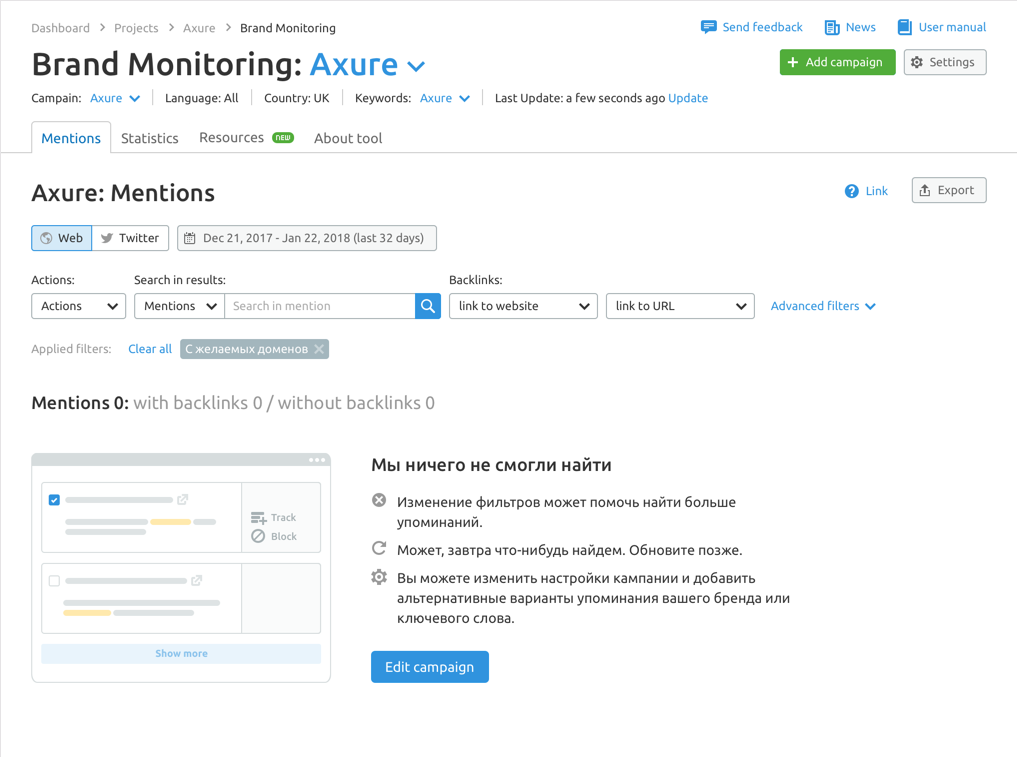 Dashboard > Projects > Axure > Brand Monitoring
Send feedback News User manual
Brand Monitoring: Axure
+ Add campaign Settings
Campain: Axure Language: All Country: UK Keywords: Axure Last Update: a few seconds ago Update
Mentions Statistics Resources NEW About tool
Axure: Mentions
? Link Export
Web Twitter Dec 21, 2017 - Jan 22, 2018 (last 32 days)
Actions: Search in results: Backlinks:
Actions Mentions Search in mention link to website link to URL Advanced filters
Applied filters: Clear all С желаемых доменов
Mentions 0: with backlinks 0 / without backlinks 0
Track
Block
Show more
Мы ничего не смогли найти
Изменение фильтров может помочь найти больше
упоминаний.
Может, завтра что-нибудь найдем. Обновите позже.
Вы можете изменить настройки кампании и добавить
альтернативные варианты упоминания вашего бренда или
ключевого слова.
Edit campaign